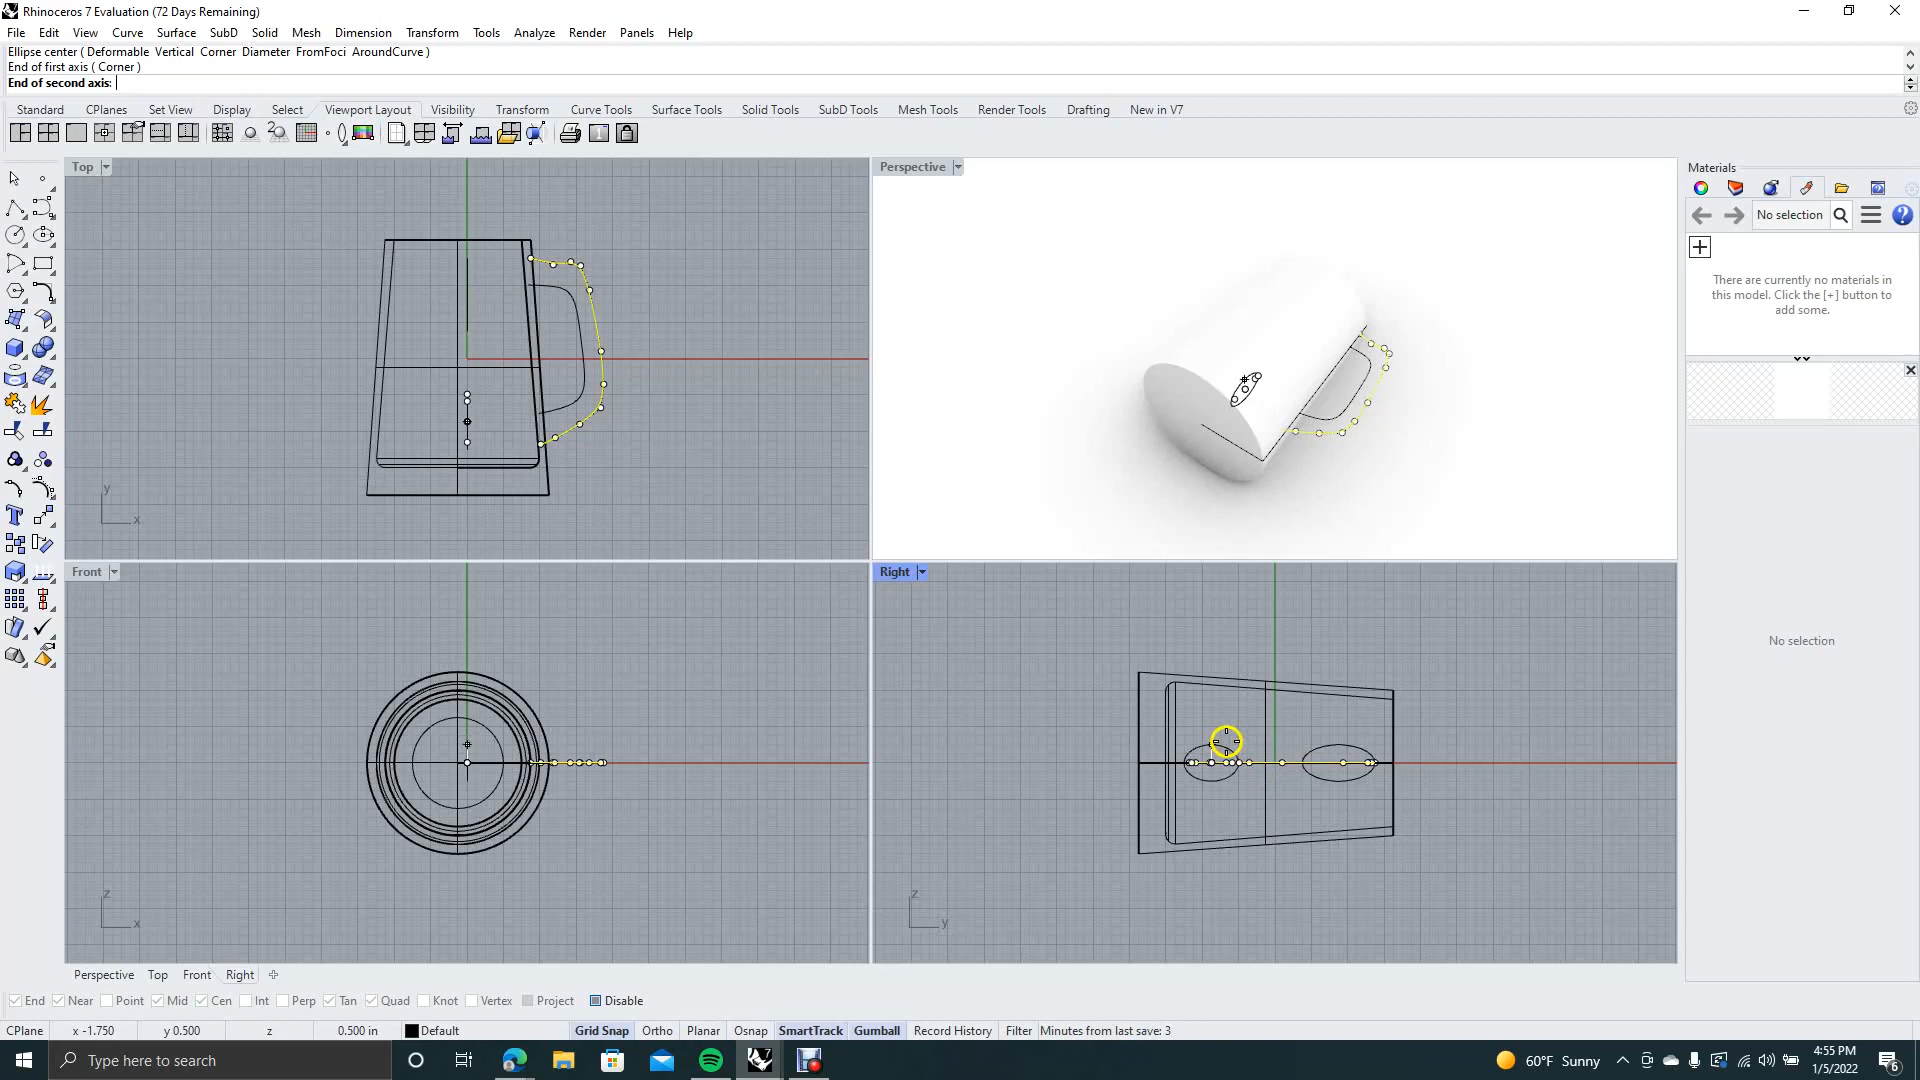 Rhinoceros 7 Evaluation (72 Days Remaining)
File Edit View Curve Surface SubD Solid Mesh Dimension Transform Tools Analyze Render Panels Help
Ellipse center ( Deformable Vertical Corner Diameter FromFoci AroundCurve )
End of first axis ( Corner )
End of second axis:
Standard CPlanes Set View Display Select Viewport Layout Visibility Transform Curve Tools Surface Tools Solid Tools SubD Tools Mesh Tools Render Tools Drafting New in V7
Top
Perspective
Materials
No selection
There are currently no materials in
this model. Click the [+] button to
add some.
y
x
Front
Right
No selection
z
x
z
y
Perspective Top Front Right
End Near Point Mid Cen Int Perp Tan Quad Knot Vertex Project Disable
CPlane x -1.750 y 0.500 z 0.500 in Default Grid Snap Ortho Planar Osnap SmartTrack Gumball Record History Filter Minutes from last save: 3
Type here to search
60°F Sunny
4:55 PM
1/5/2022
6